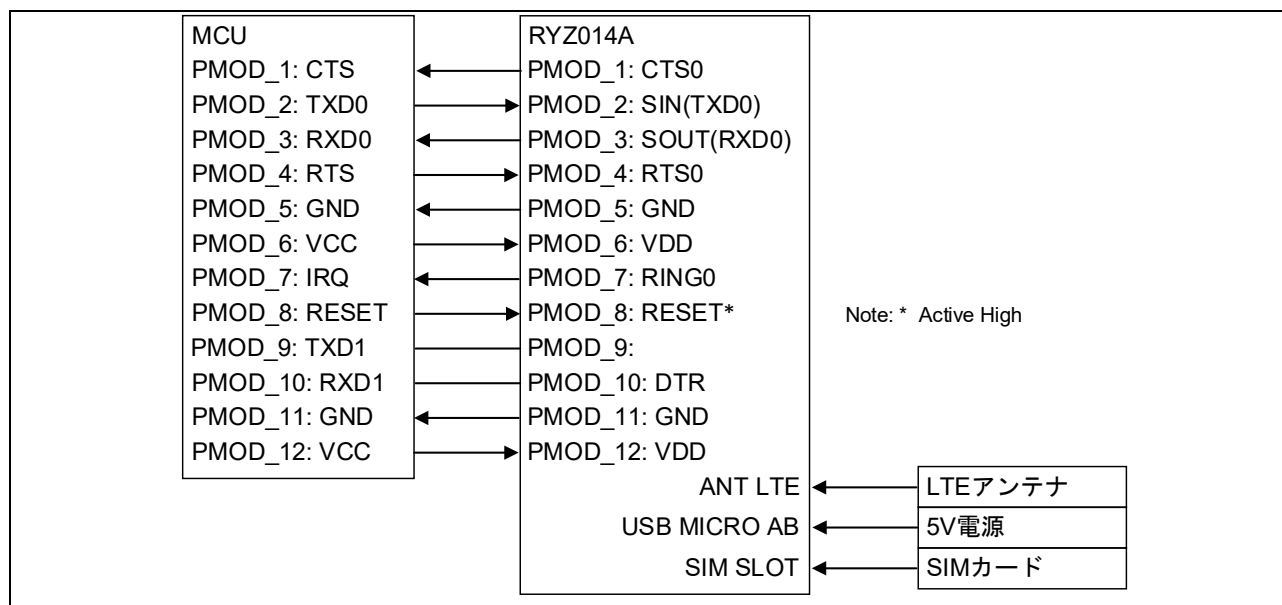 MCU
PMOD_1: CTS
PMOD_2: TXD0
PMOD_3: RXD0
PMOD_4: RTS
PMOD_5: GND
PMOD_6: VCC
PMOD_7: IRQ
PMOD_8: RESET
PMOD_9: TXD1
PMOD_10: RXD1
PMOD_11: GND
PMOD_12: VCC
RYZ014A
PMOD_1: CTS0
PMOD_2: SIN(TXD0)
PMOD_3: SOUT(RXD0)
PMOD_4: RTS0
PMOD_5: GND
PMOD_6: VDD
PMOD_7: RING0
PMOD_8: RESET*
PMOD_9:
PMOD_10: DTR
PMOD_11: GND
PMOD_12: VDD
ANT LTE
USB MICRO AB
SIM SLOT
Note: * Active High
LTEアンテナ
5V電源
SIMカード